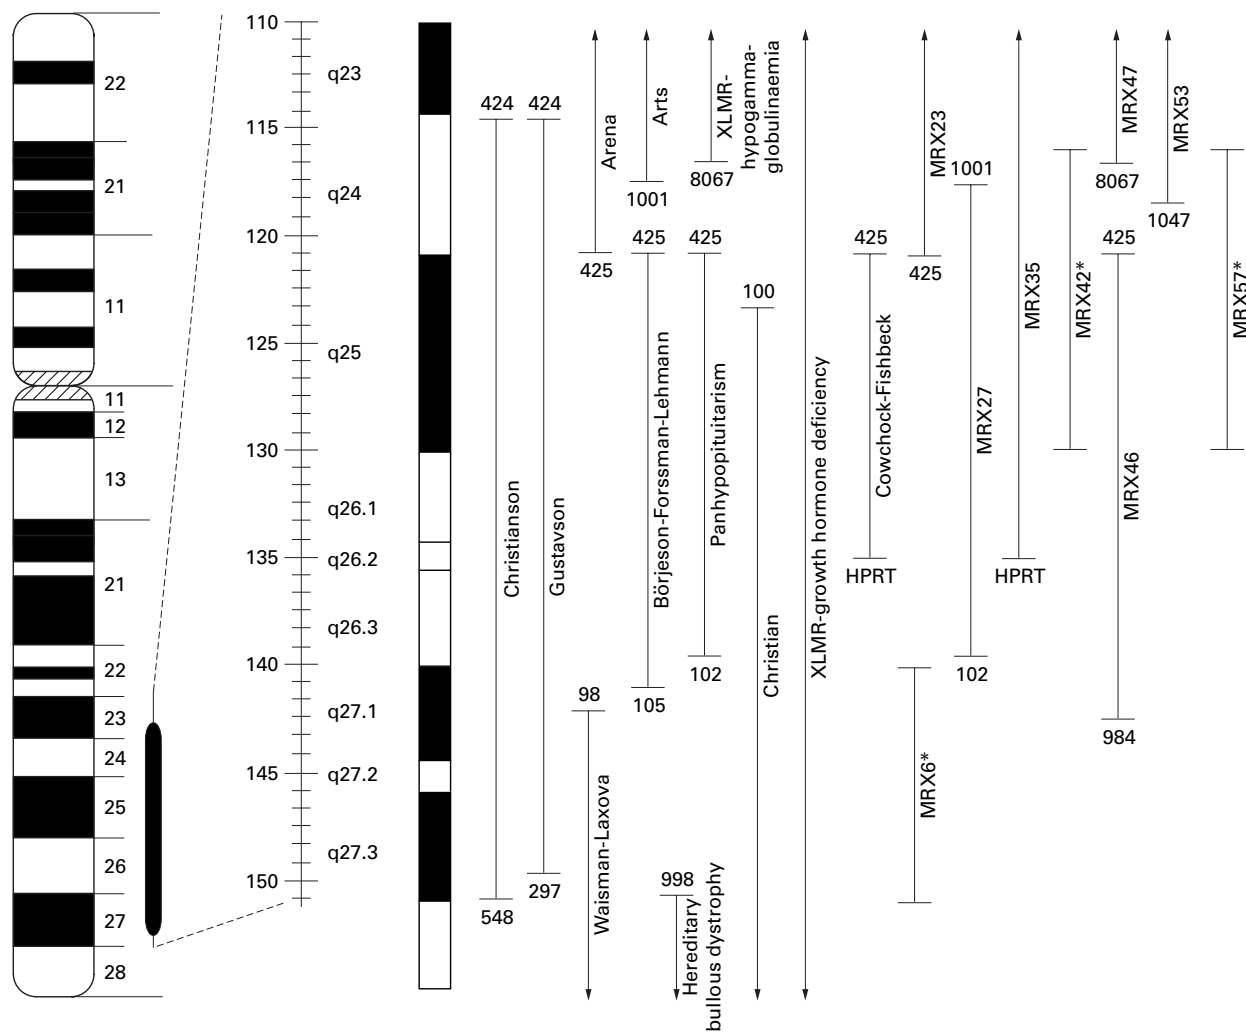 22
21
11
11
12
13
21
22
23
24
25
26
27
28
110
115
120
125
130
135
140
145
150
q23
q24
q25
q26.1
q26.2
q26.3
q27.1
q27.2
q27.3
424
Christianson
548
424
Gustavson
297
Arena
425
98
Waisman-Laxova
Arts
1001
425
Börjeson-Forssman-Lehmann
105
XLMR-
hypogamma-
globulinaemia
8067
425
Panhypopituitarism
102
998
Hereditary
bullous dystrophy
100
Christian
XLMR-growth hormone deficiency
425
Cowchock-Fishbeck
HPRT
MRX23
425
MRX6*
1001
MRX27
102
MRX35
HPRT
MRX42*
MRX47
8067
425
MRX46
984
MRX53
1047
MRX57*